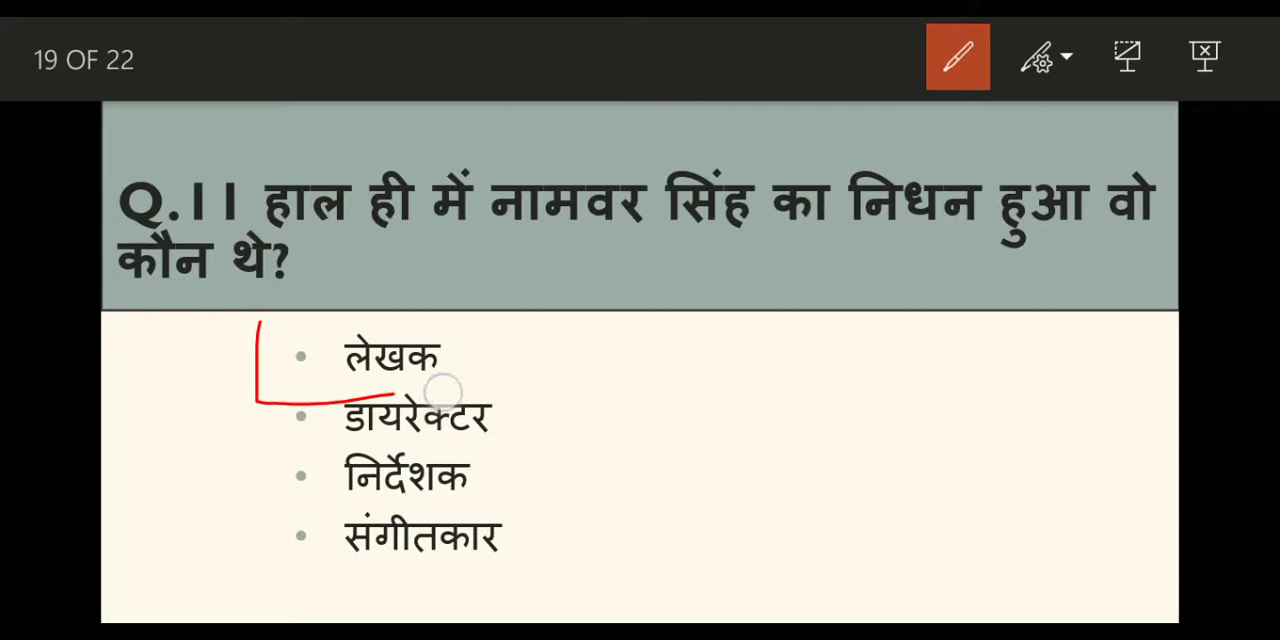 19 OF 22
Q.11 हाल ही में नामवर सिंह का निधन हुआ वो
कौन थे?
• लेखक
• डायरेक्टर
• निर्देशक
• संगीतकार